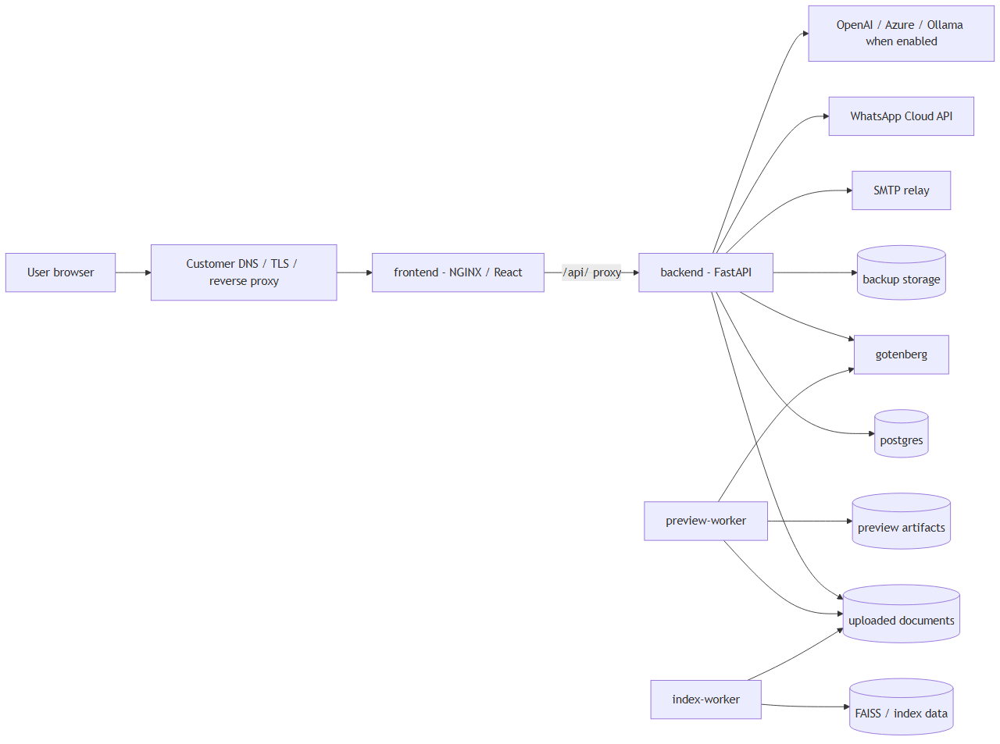 OpenAI / Azure / Ollama
when enabled
WhatsApp Cloud API
SMTP relay
User browser
Customer DNS / TLS /
reverse proxy
frontend - NGINX / React
/api/ proxy
backend - FastAPI
backup storage
gotenberg
postgres
preview-worker
preview artifacts
uploaded documents
index-worker
FAISS / index data